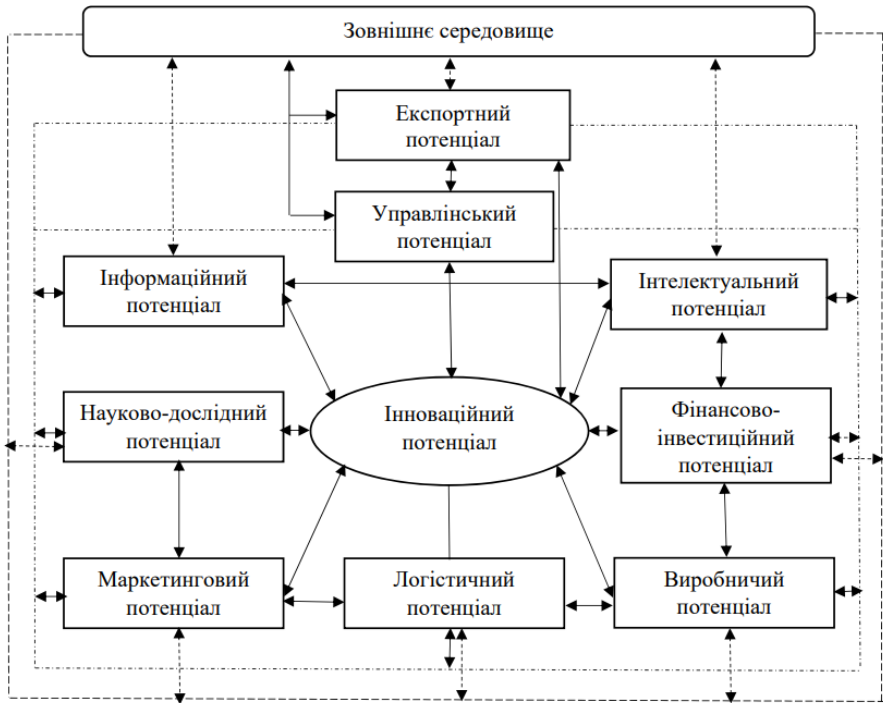 Зовнішнє середовище
Експортний
потенціал
Управлінський
потенціал
Інформаційний
потенціал
Інтелектуальний
потенціал
Науково-дослідний
потенціал
Інноваційний
потенціал
Фінансово-
інвестиційний
потенціал
Маркетинговий
потенціал
Логістичний
потенціал
Виробничий
потенціал